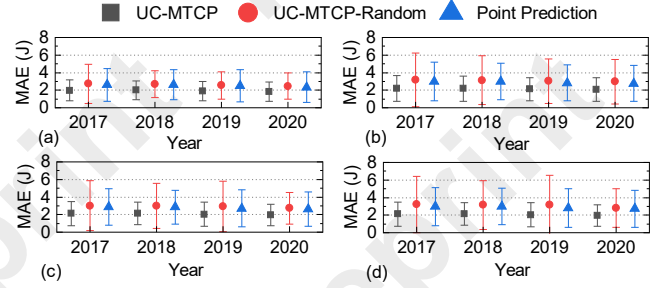 UC-MTCP UC-MTCP-Random Point Prediction
MAE (J) 8 6 4 2 0
2017 2018 2019 2020
(a) Year
MAE (J) 8 6 4 2 0
2017 2018 2019 2020
(b) Year
MAE (J) 8 6 4 2 0
2017 2018 2019 2020
(c) Year
MAE (J) 8 6 4 2 0
2017 2018 2019 2020
(d) Year
eprint
eprint